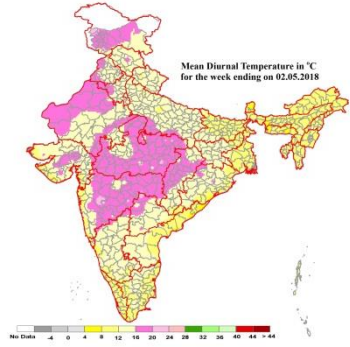 Mean Diurnal Temperature in °C
for the week ending on 02.05.2018
No Data -4 0 4 8 12 16 20 24 28 32 36 40 44 > 44